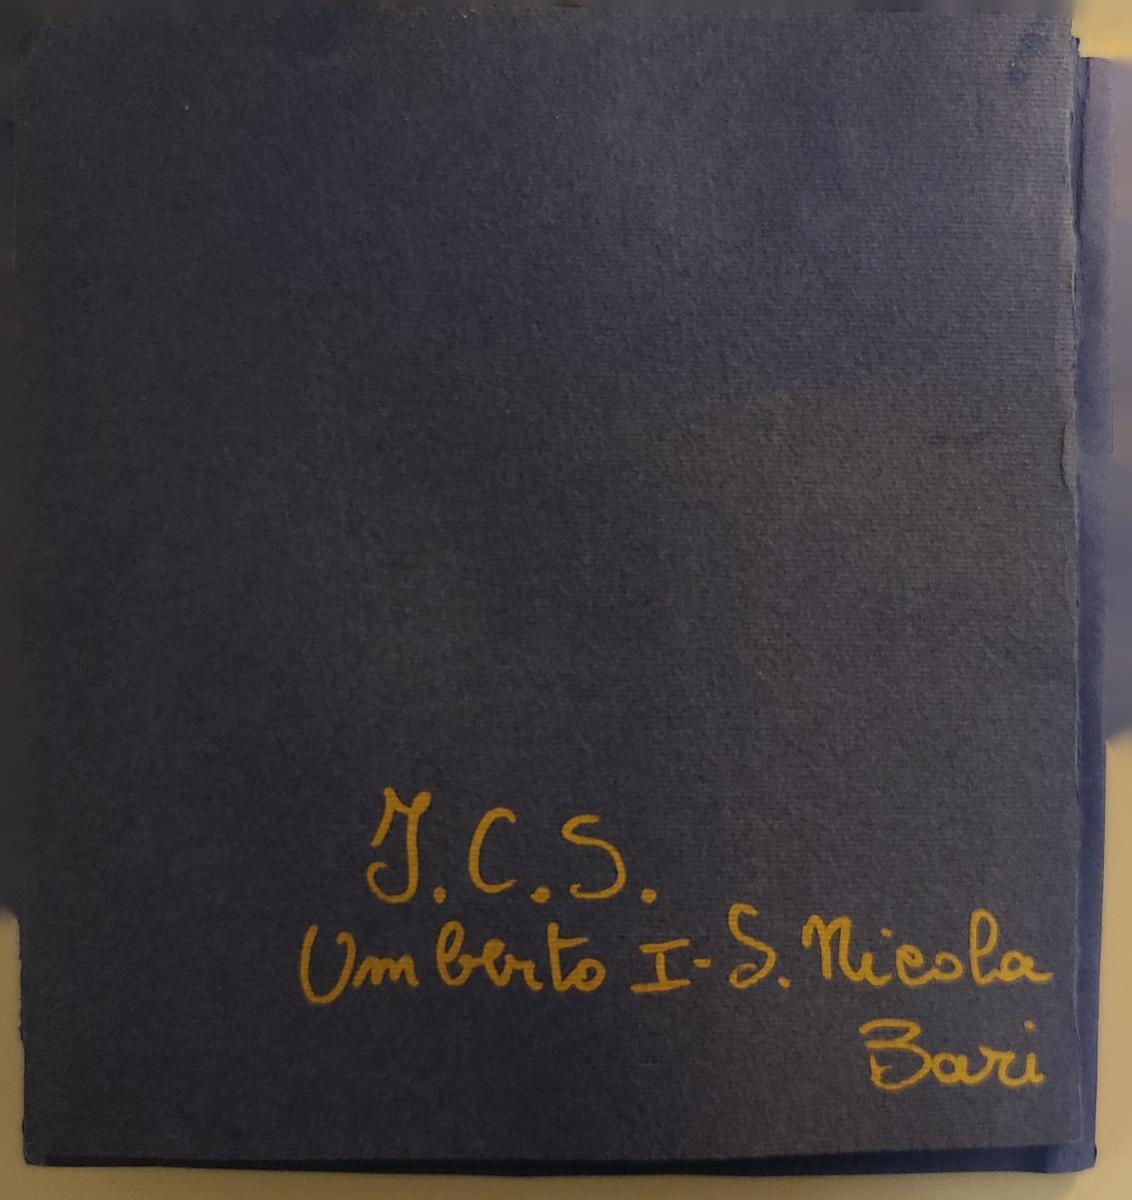 I.C.S.
Umberto I - S. Nicola
Bari